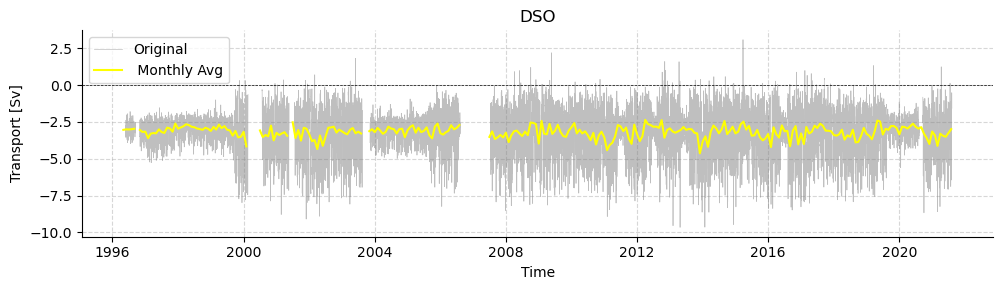 DSO
Original
Monthly Avg
Transport [Sv]
2.5
0.0
−2.5
−5.0
−7.5
−10.0
1996 2000 2004 2008 2012 2016 2020
Time